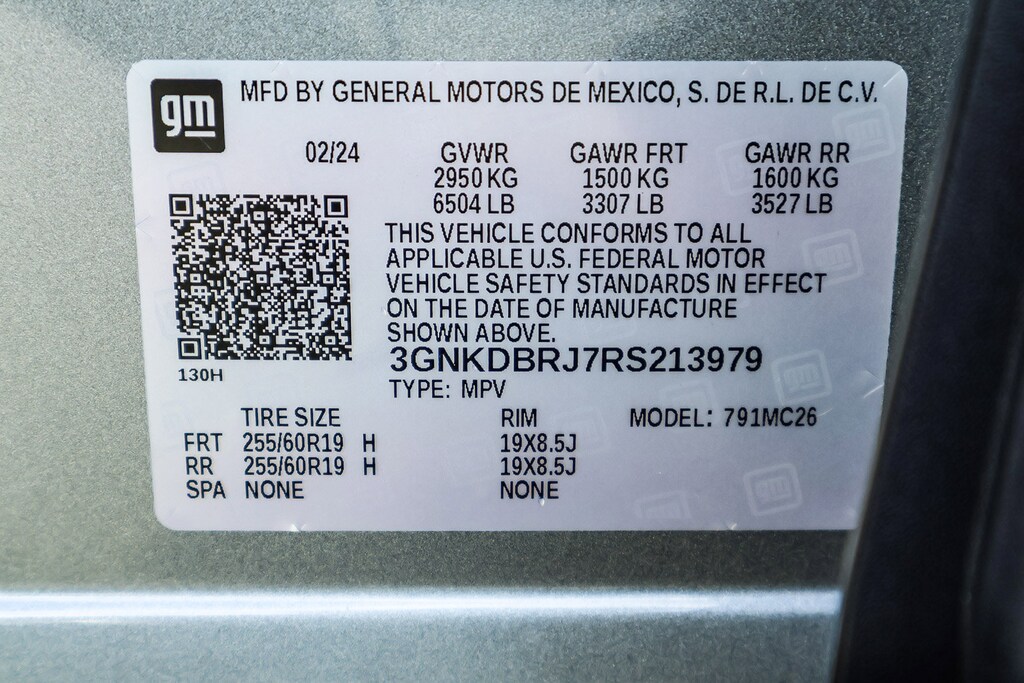 gm
MFD BY GENERAL MOTORS DE MEXICO, S. DE R.L. DE C.V.
02/24 GVWR GAWR FRT GAWR RR
2950 KG 1500 KG 1600 KG
6504 LB 3307 LB 3527 LB
THIS VEHICLE CONFORMS TO ALL
APPLICABLE U.S. FEDERAL MOTOR
VEHICLE SAFETY STANDARDS IN EFFECT
ON THE DATE OF MANUFACTURE
SHOWN ABOVE.
3GNKDBRJ7RS213979
130H
TYPE: MPV
TIRE SIZE RIM MODEL: 791MC26
FRT 255/60R19 H 19X8.5J
RR 255/60R19 H 19X8.5J
SPA NONE NONE